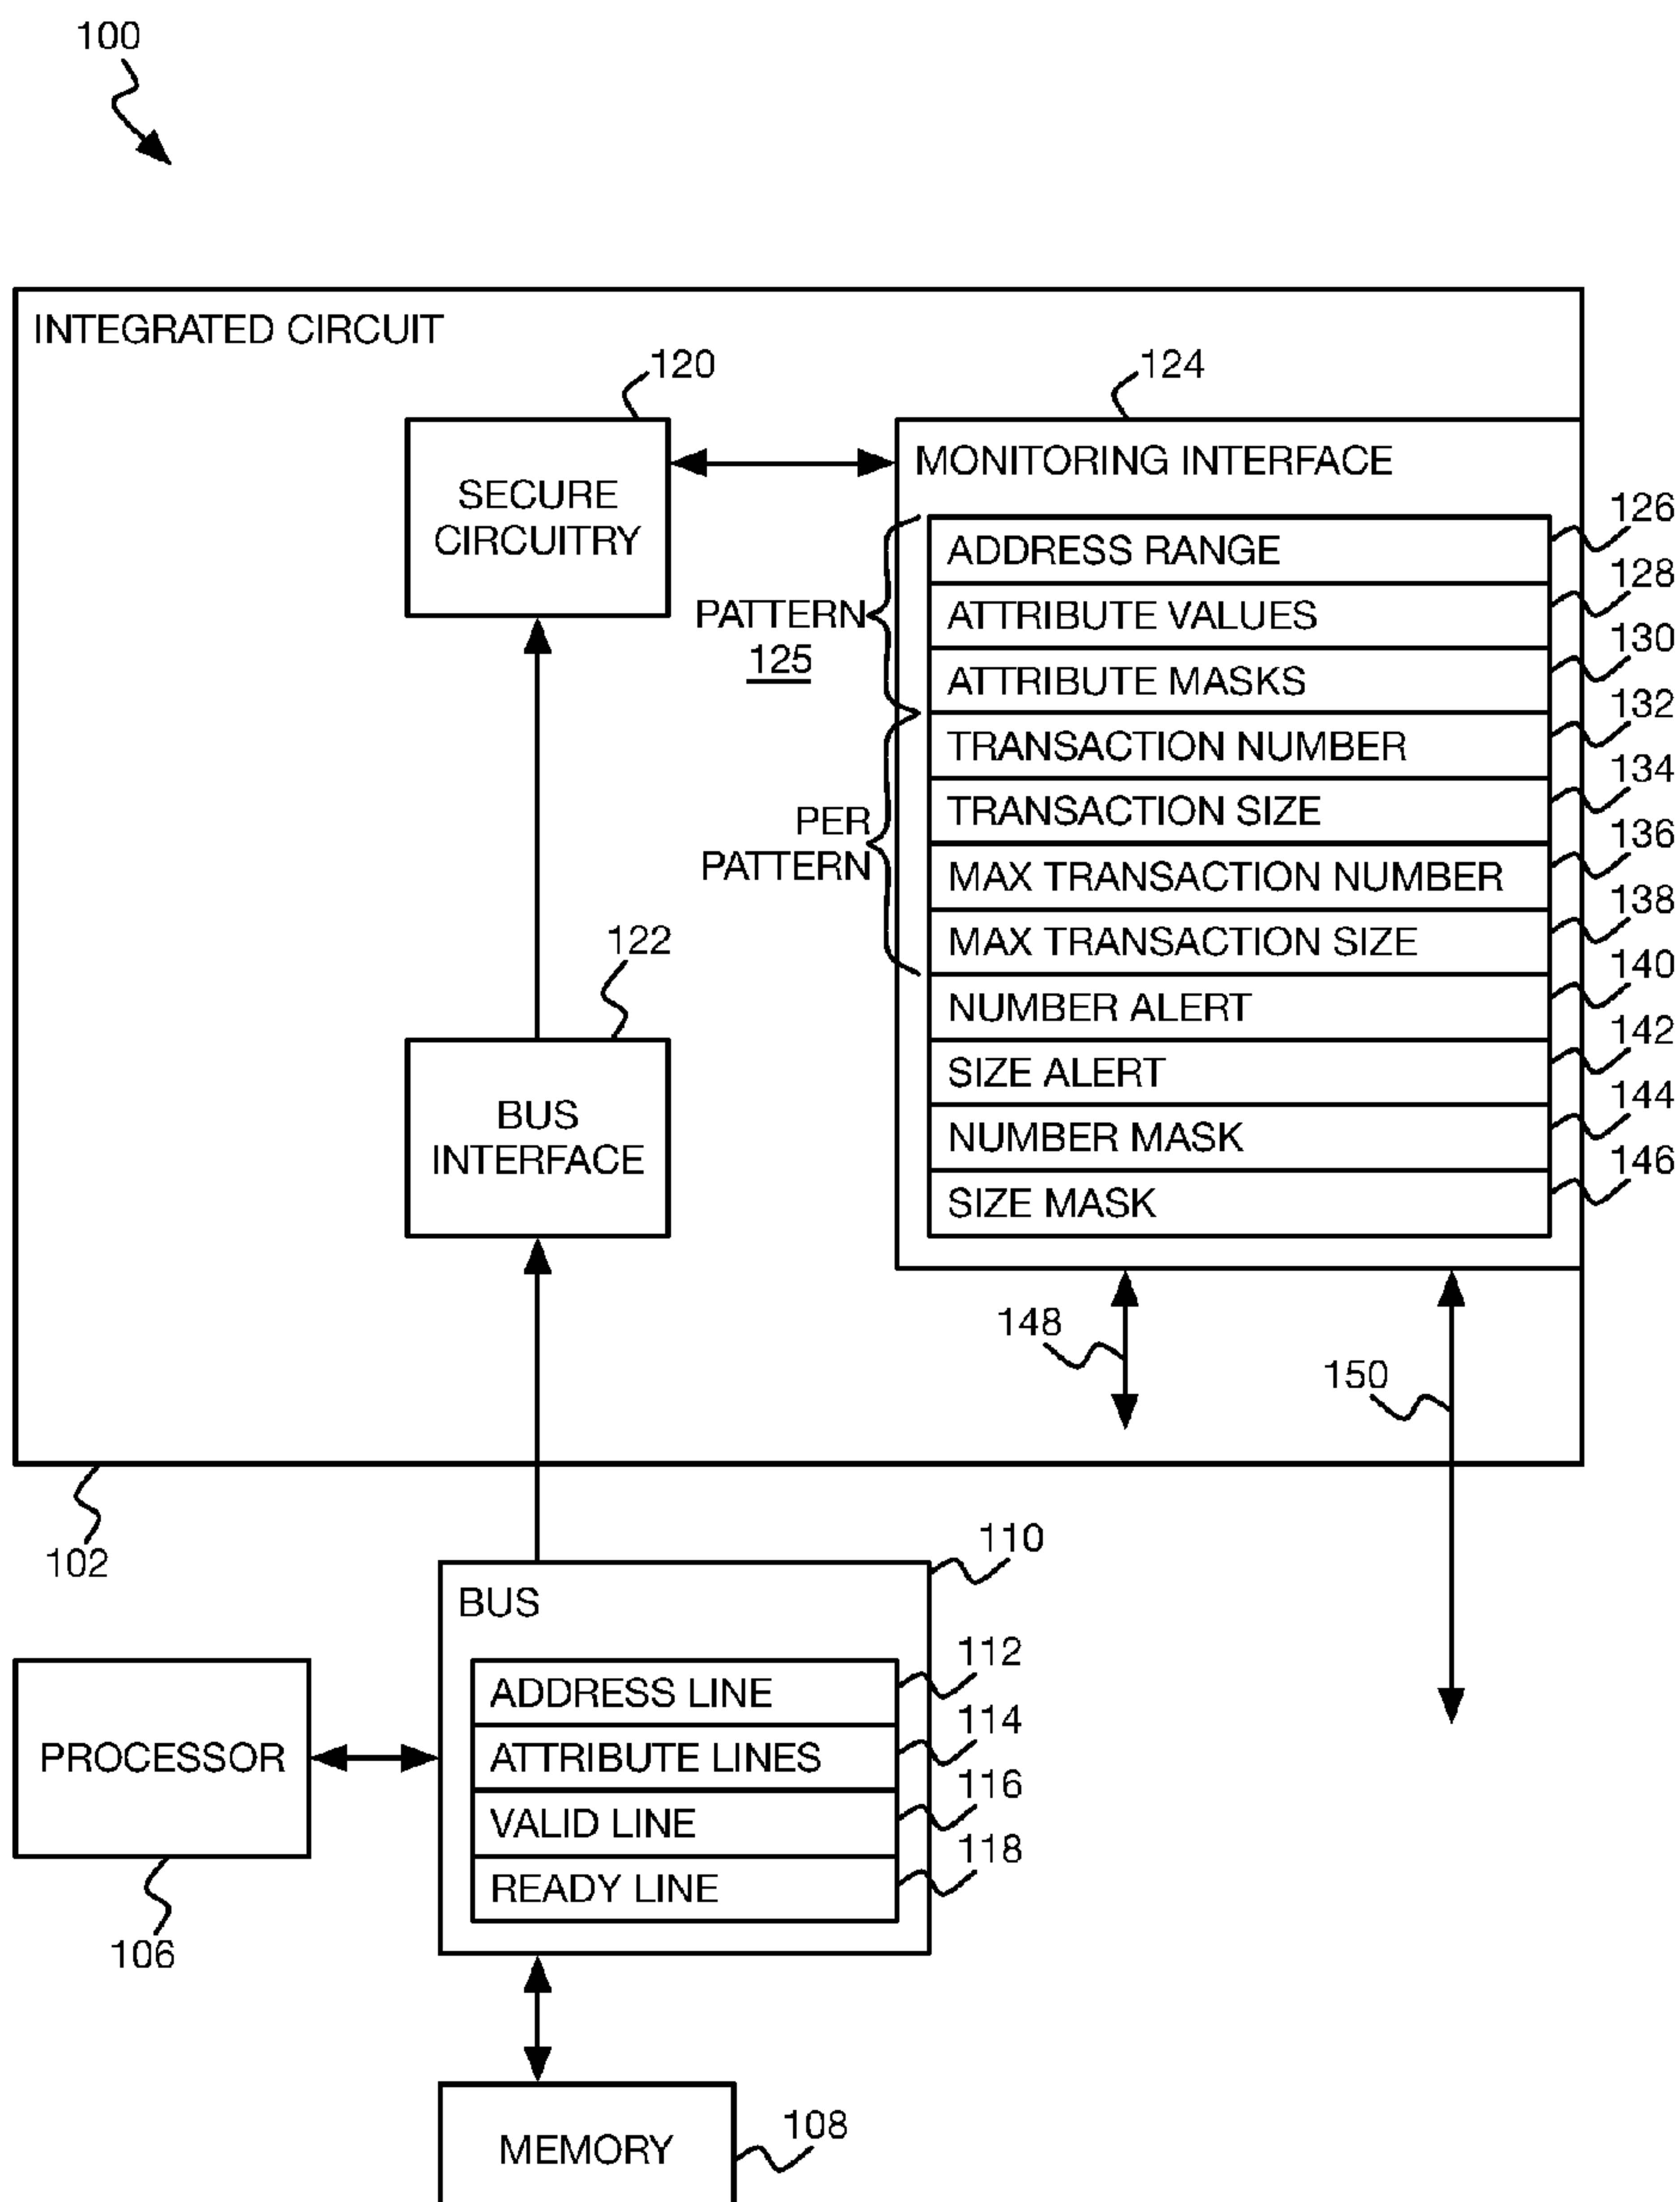 100
INTEGRATED CIRCUIT
120
124
SECURE
CIRCUITRY
MONITORING INTERFACE
PATTERN
125
ADDRESS RANGE
126
ATTRIBUTE VALUES
128
ATTRIBUTE MASKS
130
PER
PATTERN
TRANSACTION NUMBER
132
TRANSACTION SIZE
134
MAX TRANSACTION NUMBER
136
MAX TRANSACTION SIZE
138
NUMBER ALERT
140
SIZE ALERT
142
NUMBER MASK
144
SIZE MASK
146
122
BUS
INTERFACE
148
150
102
110
BUS
ADDRESS LINE
112
ATTRIBUTE LINES
114
VALID LINE
116
READY LINE
118
PROCESSOR
106
MEMORY
108